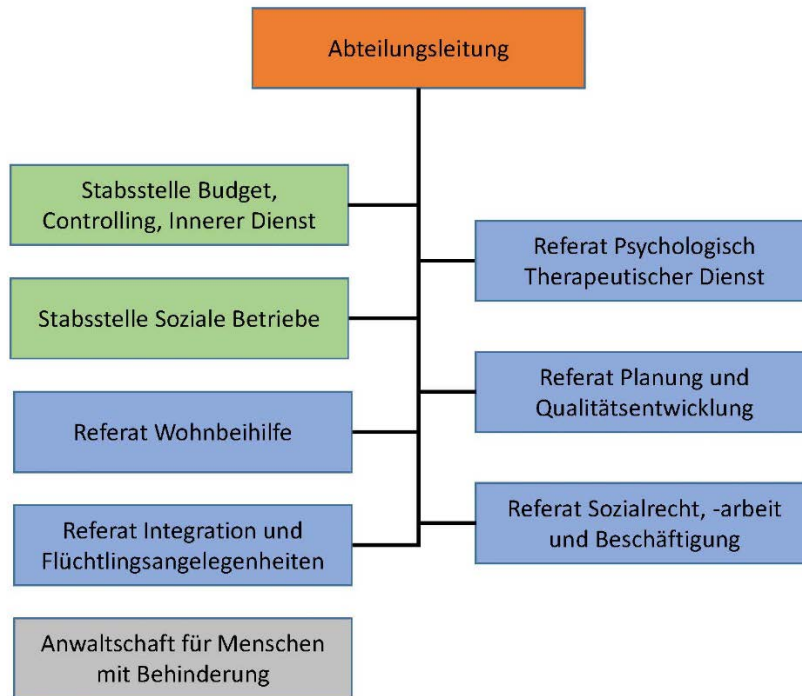 Abteilungsleitung
Stabsstelle Budget,
Controlling, Innerer Dienst
Stabsstelle Soziale Betriebe
Referat Wohnbeihilfe
Referat Integration und
Flüchtlingsangelegenheiten
Anwaltschaft für Menschen
mit Behinderung
Referat Psychologisch
Therapeutischer Dienst
Referat Planung und
Qualitätsentwicklung
Referat Sozialrecht, -arbeit
und Beschäftigung